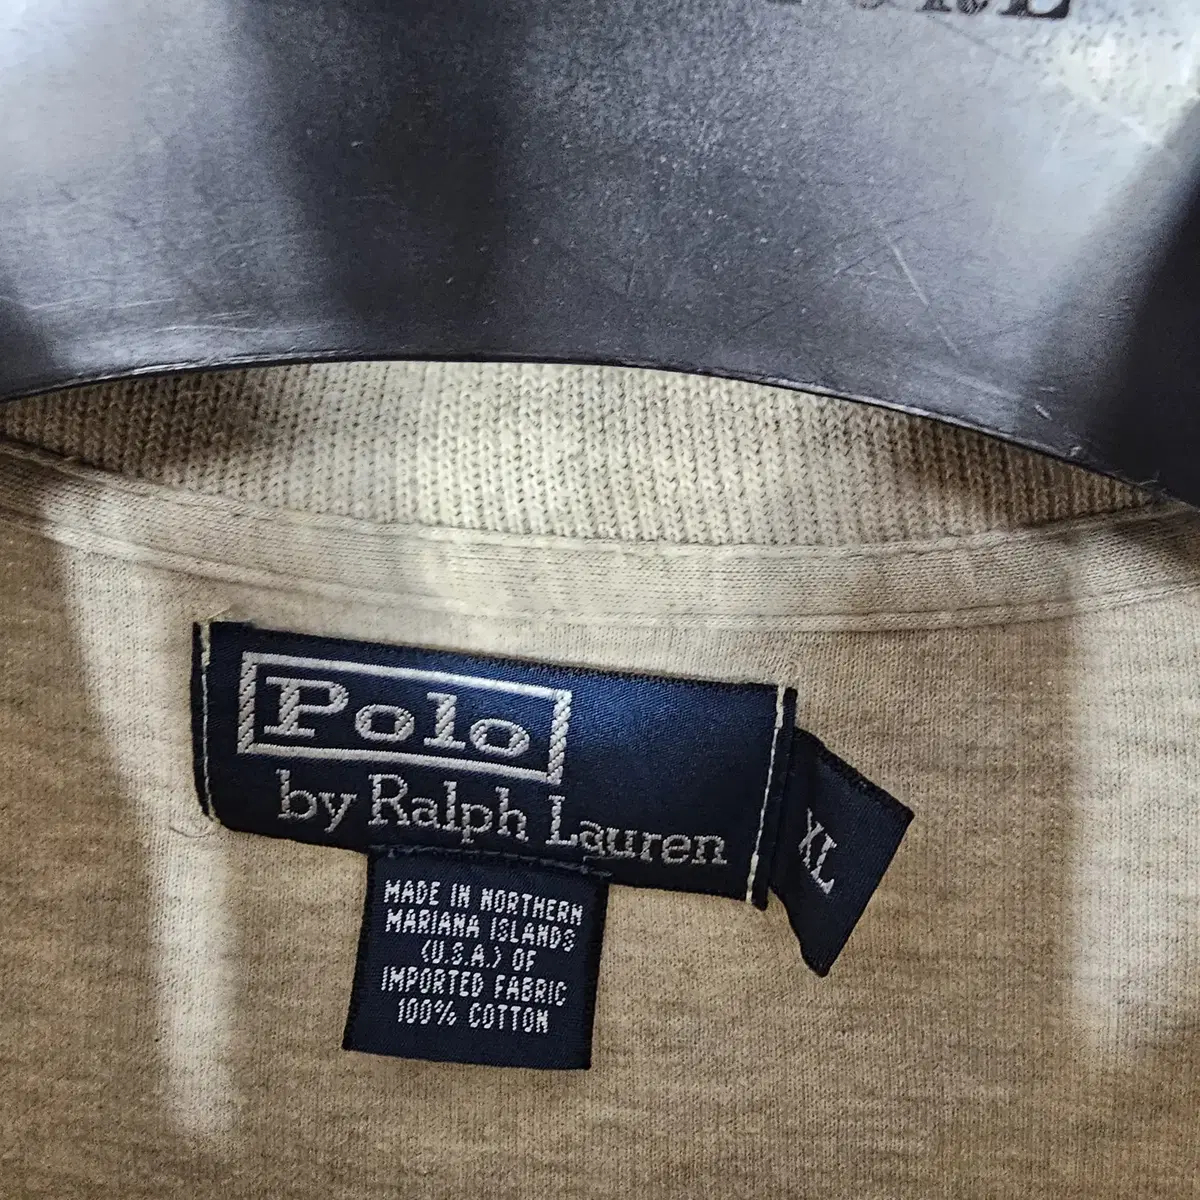 Polo
by Ralph Lauren
XL
MADE IN NORTHERN
MARIANA ISLANDS
(U.S.A.) OF
IMPORTED FABRIC
100% COTTON